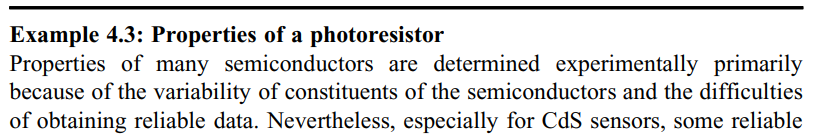 Example 4.3: Properties of a photoresistor
Properties of many semiconductors are determined experimentally primarily
because of the variability of constituents of the semiconductors and the difficulties
of obtaining reliable data. Nevertheless, especially for CdS sensors, some reliable